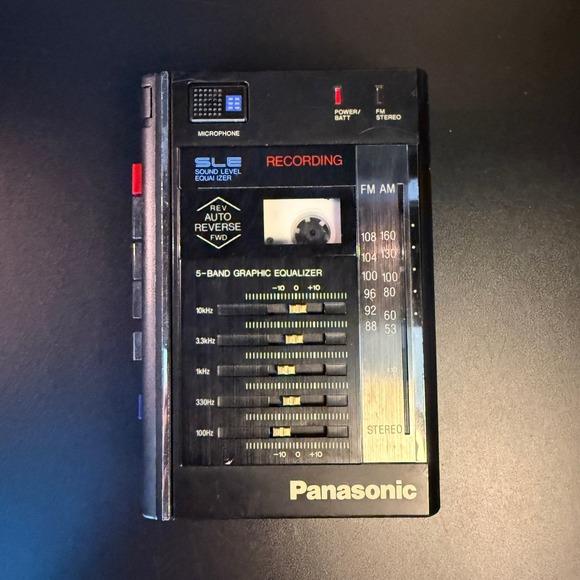 MICROPHONE
POWER/
BATT
FM
STEREO
SLE
SOUND LEVEL
EQUALIZER
RECORDING
REV
AUTO
REVERSE
FWD
FM AM
108 160
104 130
100 100
96 80
92 60
88 53
STEREO
5-BAND GRAPHIC EQUALIZER
-10 0 +10
10kHz
3.3kHz
1kHz
330Hz
100Hz
-10 0 +10
Panasonic